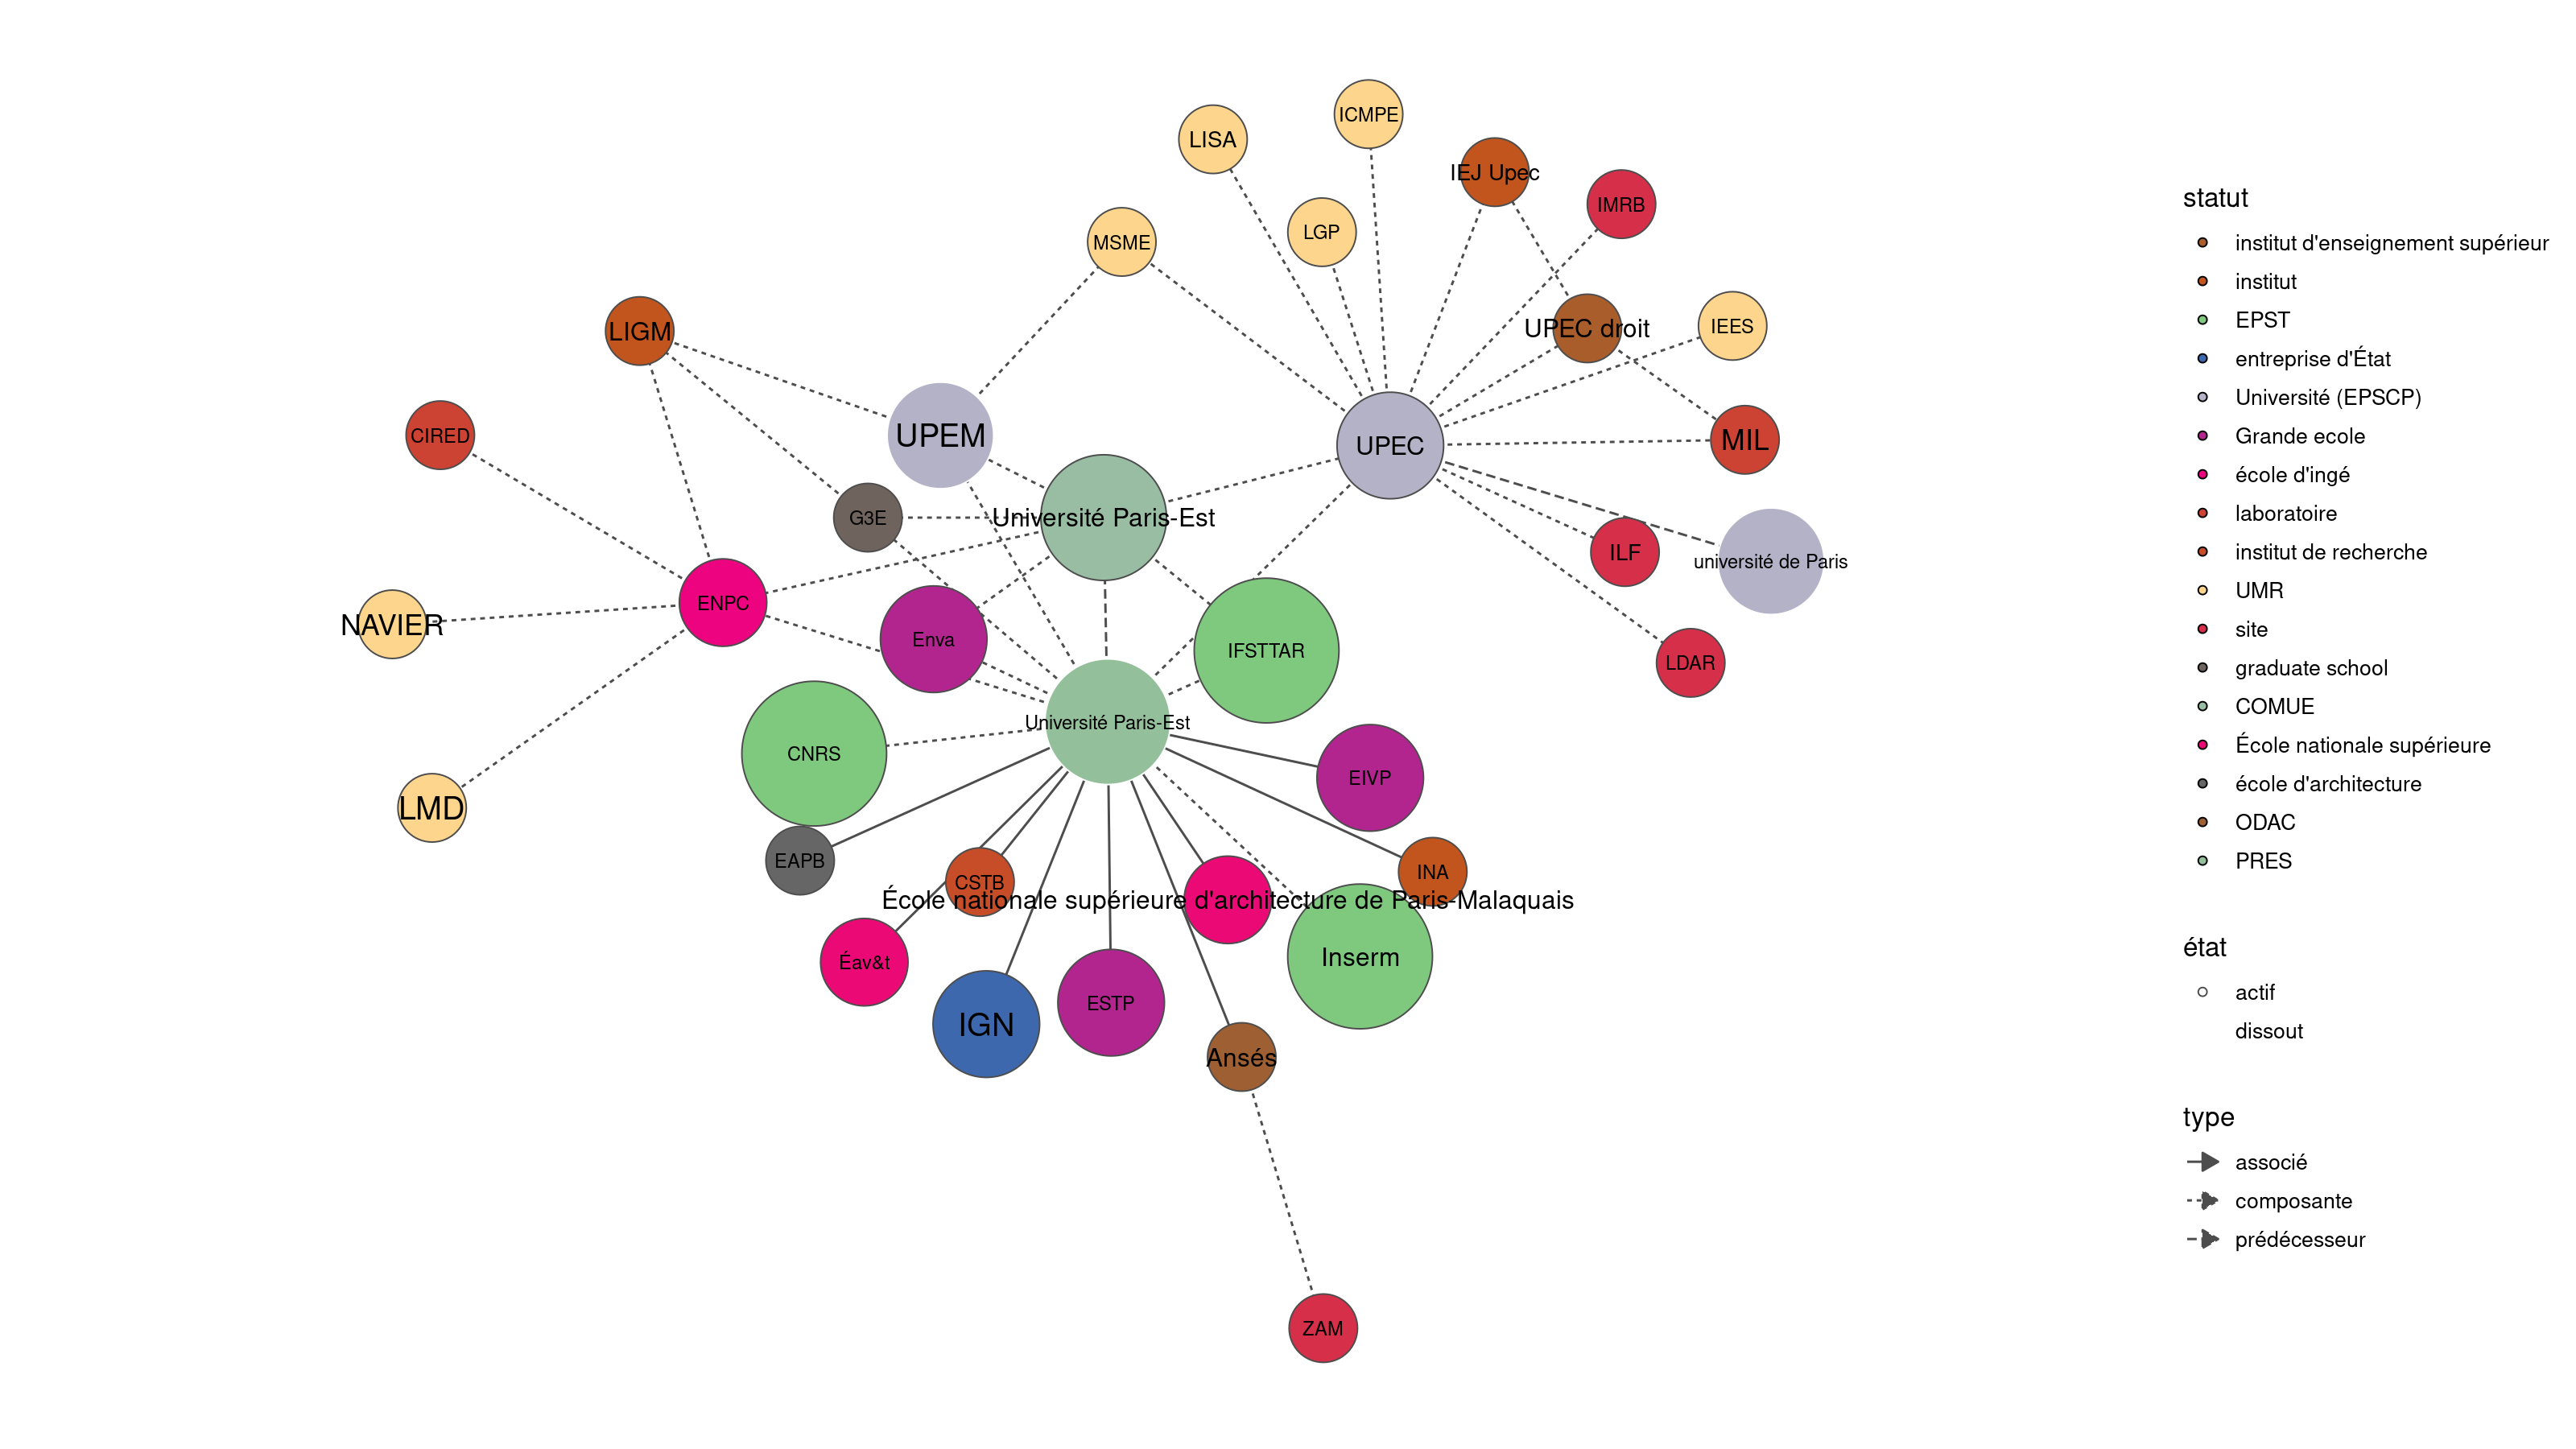 ICMPE
LISA
IEJ Upec
IMRB
LGP
MSME
LIGM
UPEC droit
IEES
CIRED
UPEM
UPEC
MIL
G3E
Université Paris-Est
ILF
université de Paris
ENPC
NAVIER
Enva
IFSTTAR
LDAR
Université Paris-Est
CNRS
EIVP
LMD
EAPB
CSTB
INA
École nationale supérieure d'architecture de Paris-Malaquais
Éav&t
Inserm
ESTP
IGN
Ansés
ZAM
statut
institut d'enseignement supérieur
institut
EPST
entreprise d'État
Université (EPSCP)
Grande ecole
école d'ingé
laboratoire
institut de recherche
UMR
site
graduate school
COMUE
École nationale supérieure
école d'architecture
ODAC
PRES
état
actif
dissout
type
associé
composante
prédécesseur